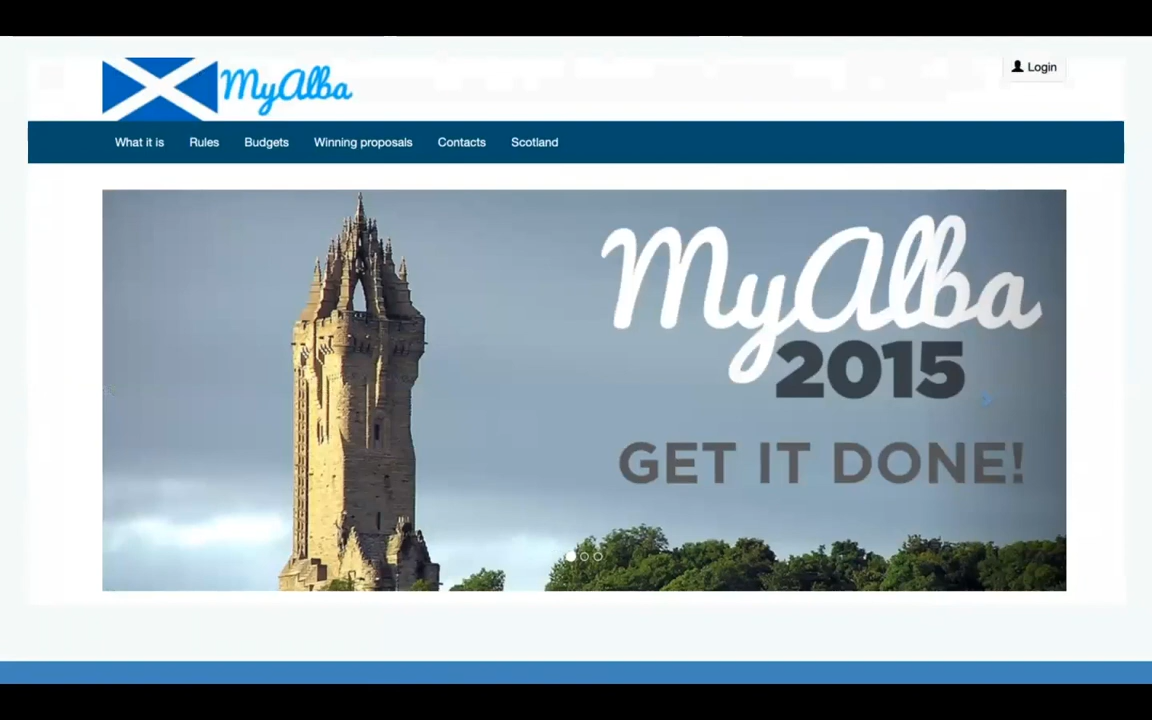 MyAlba
Login
What it is Rules Budgets Winning proposals Contacts Scotland
MyAlba
2015
GET IT DONE!